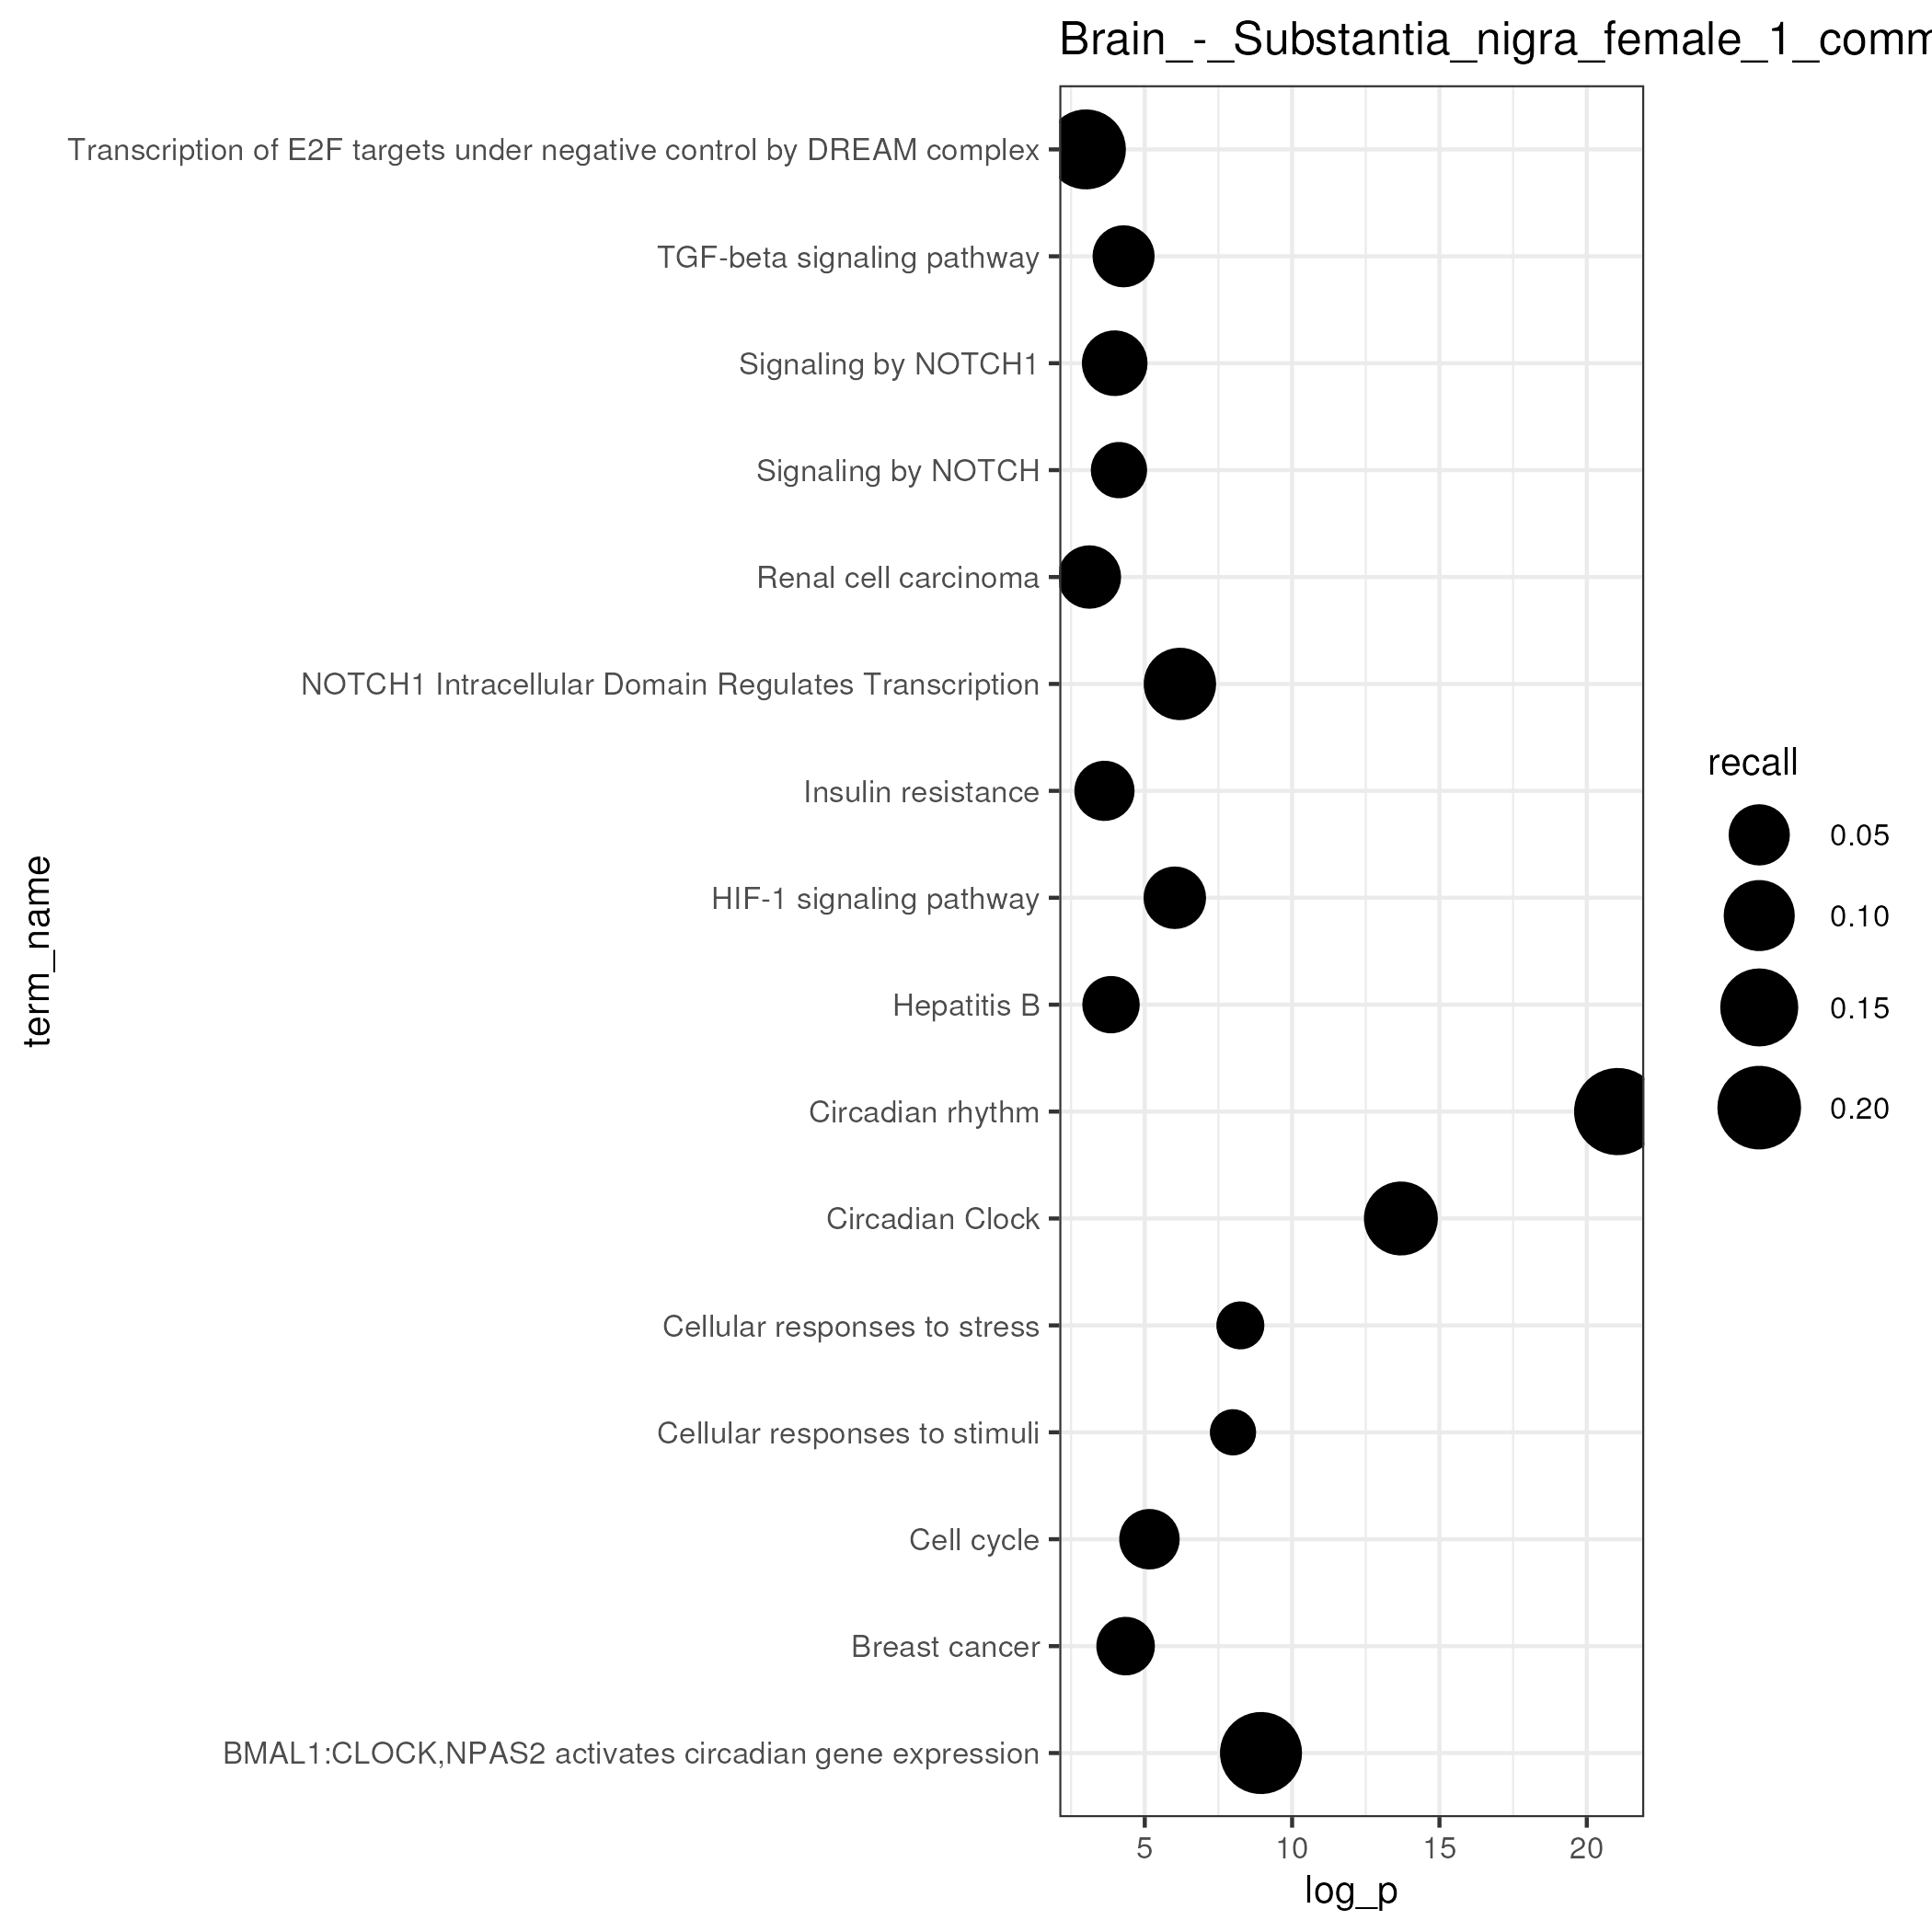 Brain_-_Substantia_nigra_female_1_comm
Transcription of E2F targets under negative control by DREAM complex
TGF-beta signaling pathway
Signaling by NOTCH1
Signaling by NOTCH
Renal cell carcinoma
NOTCH1 Intracellular Domain Regulates Transcription
Insulin resistance
HIF-1 signaling pathway
Hepatitis B
Circadian rhythm
Circadian Clock
Cellular responses to stress
Cellular responses to stimuli
Cell cycle
Breast cancer
BMAL1:CLOCK,NPAS2 activates circadian gene expression
term_name
5 10 15 20
log_p
recall
0.05
0.10
0.15
0.20